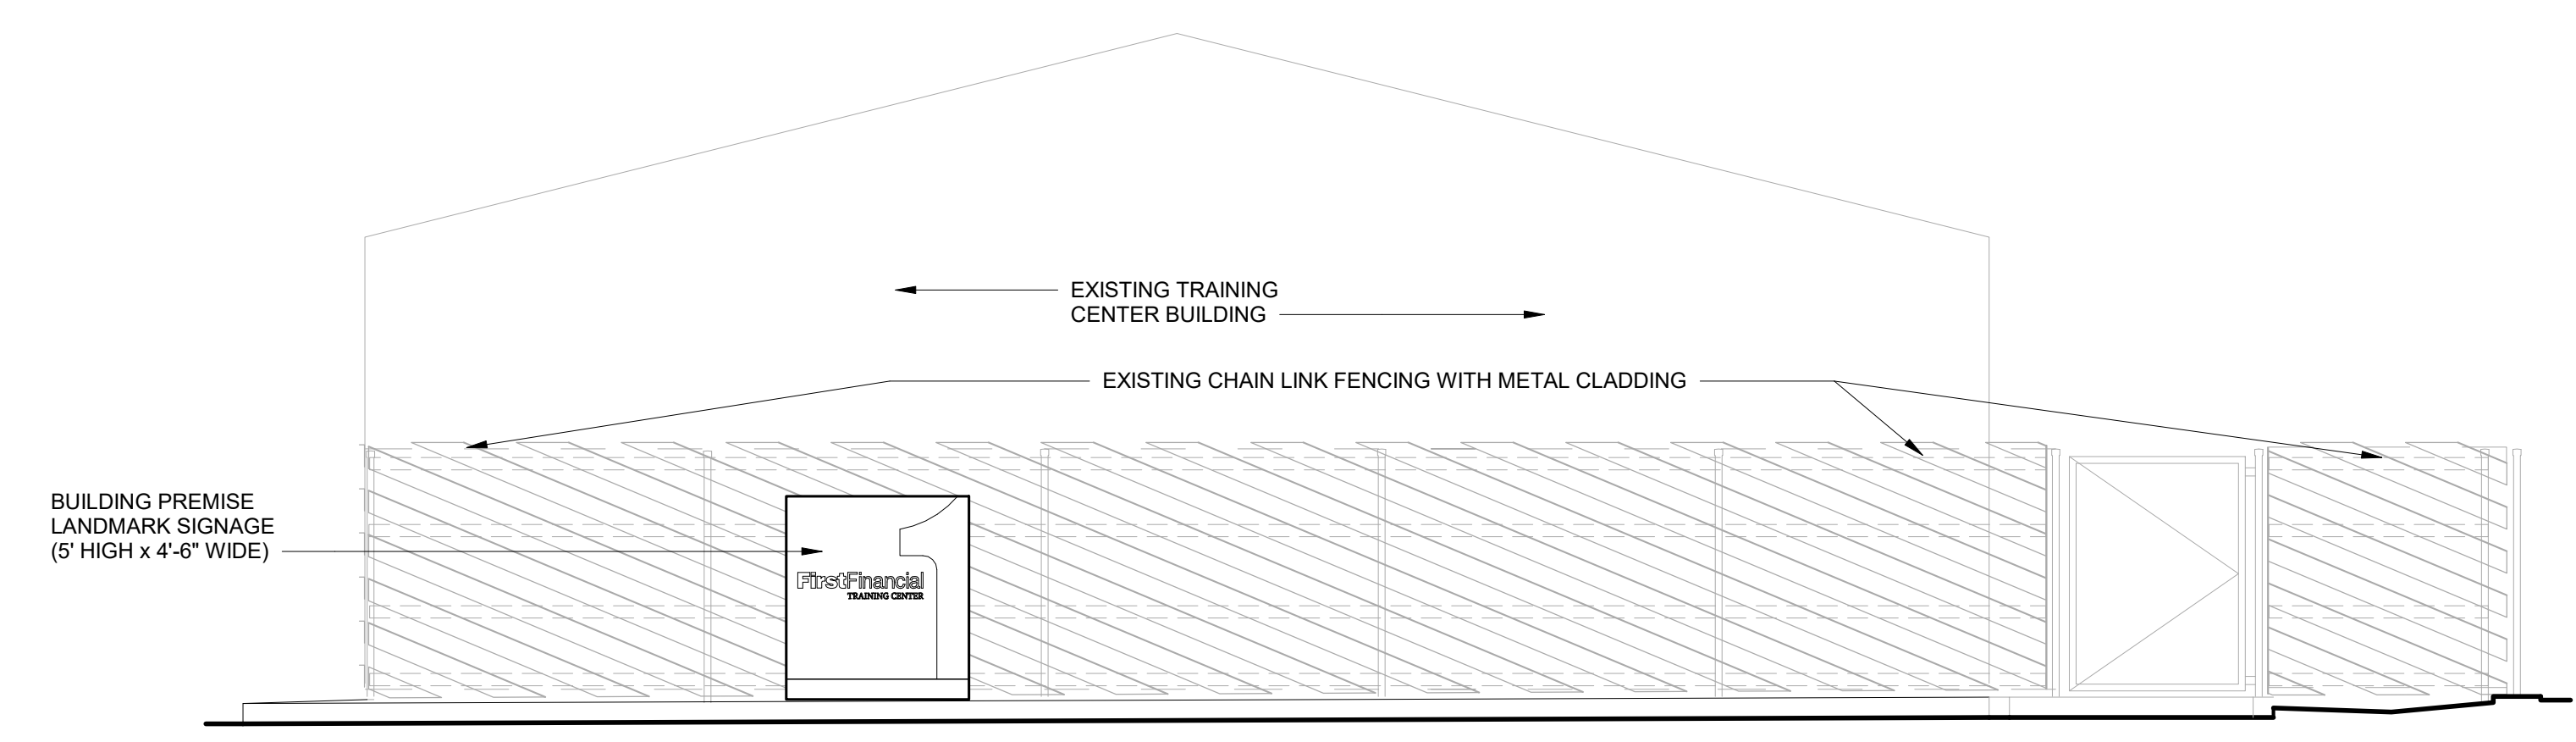 EXISTING TRAINING
CENTER BUILDING
EXISTING CHAIN LINK FENCING WITH METAL CLADDING
BUILDING PREMISE
LANDMARK SIGNAGE
(5' HIGH x 4'-6" WIDE)
FirstFinancial
TRAINING CENTER